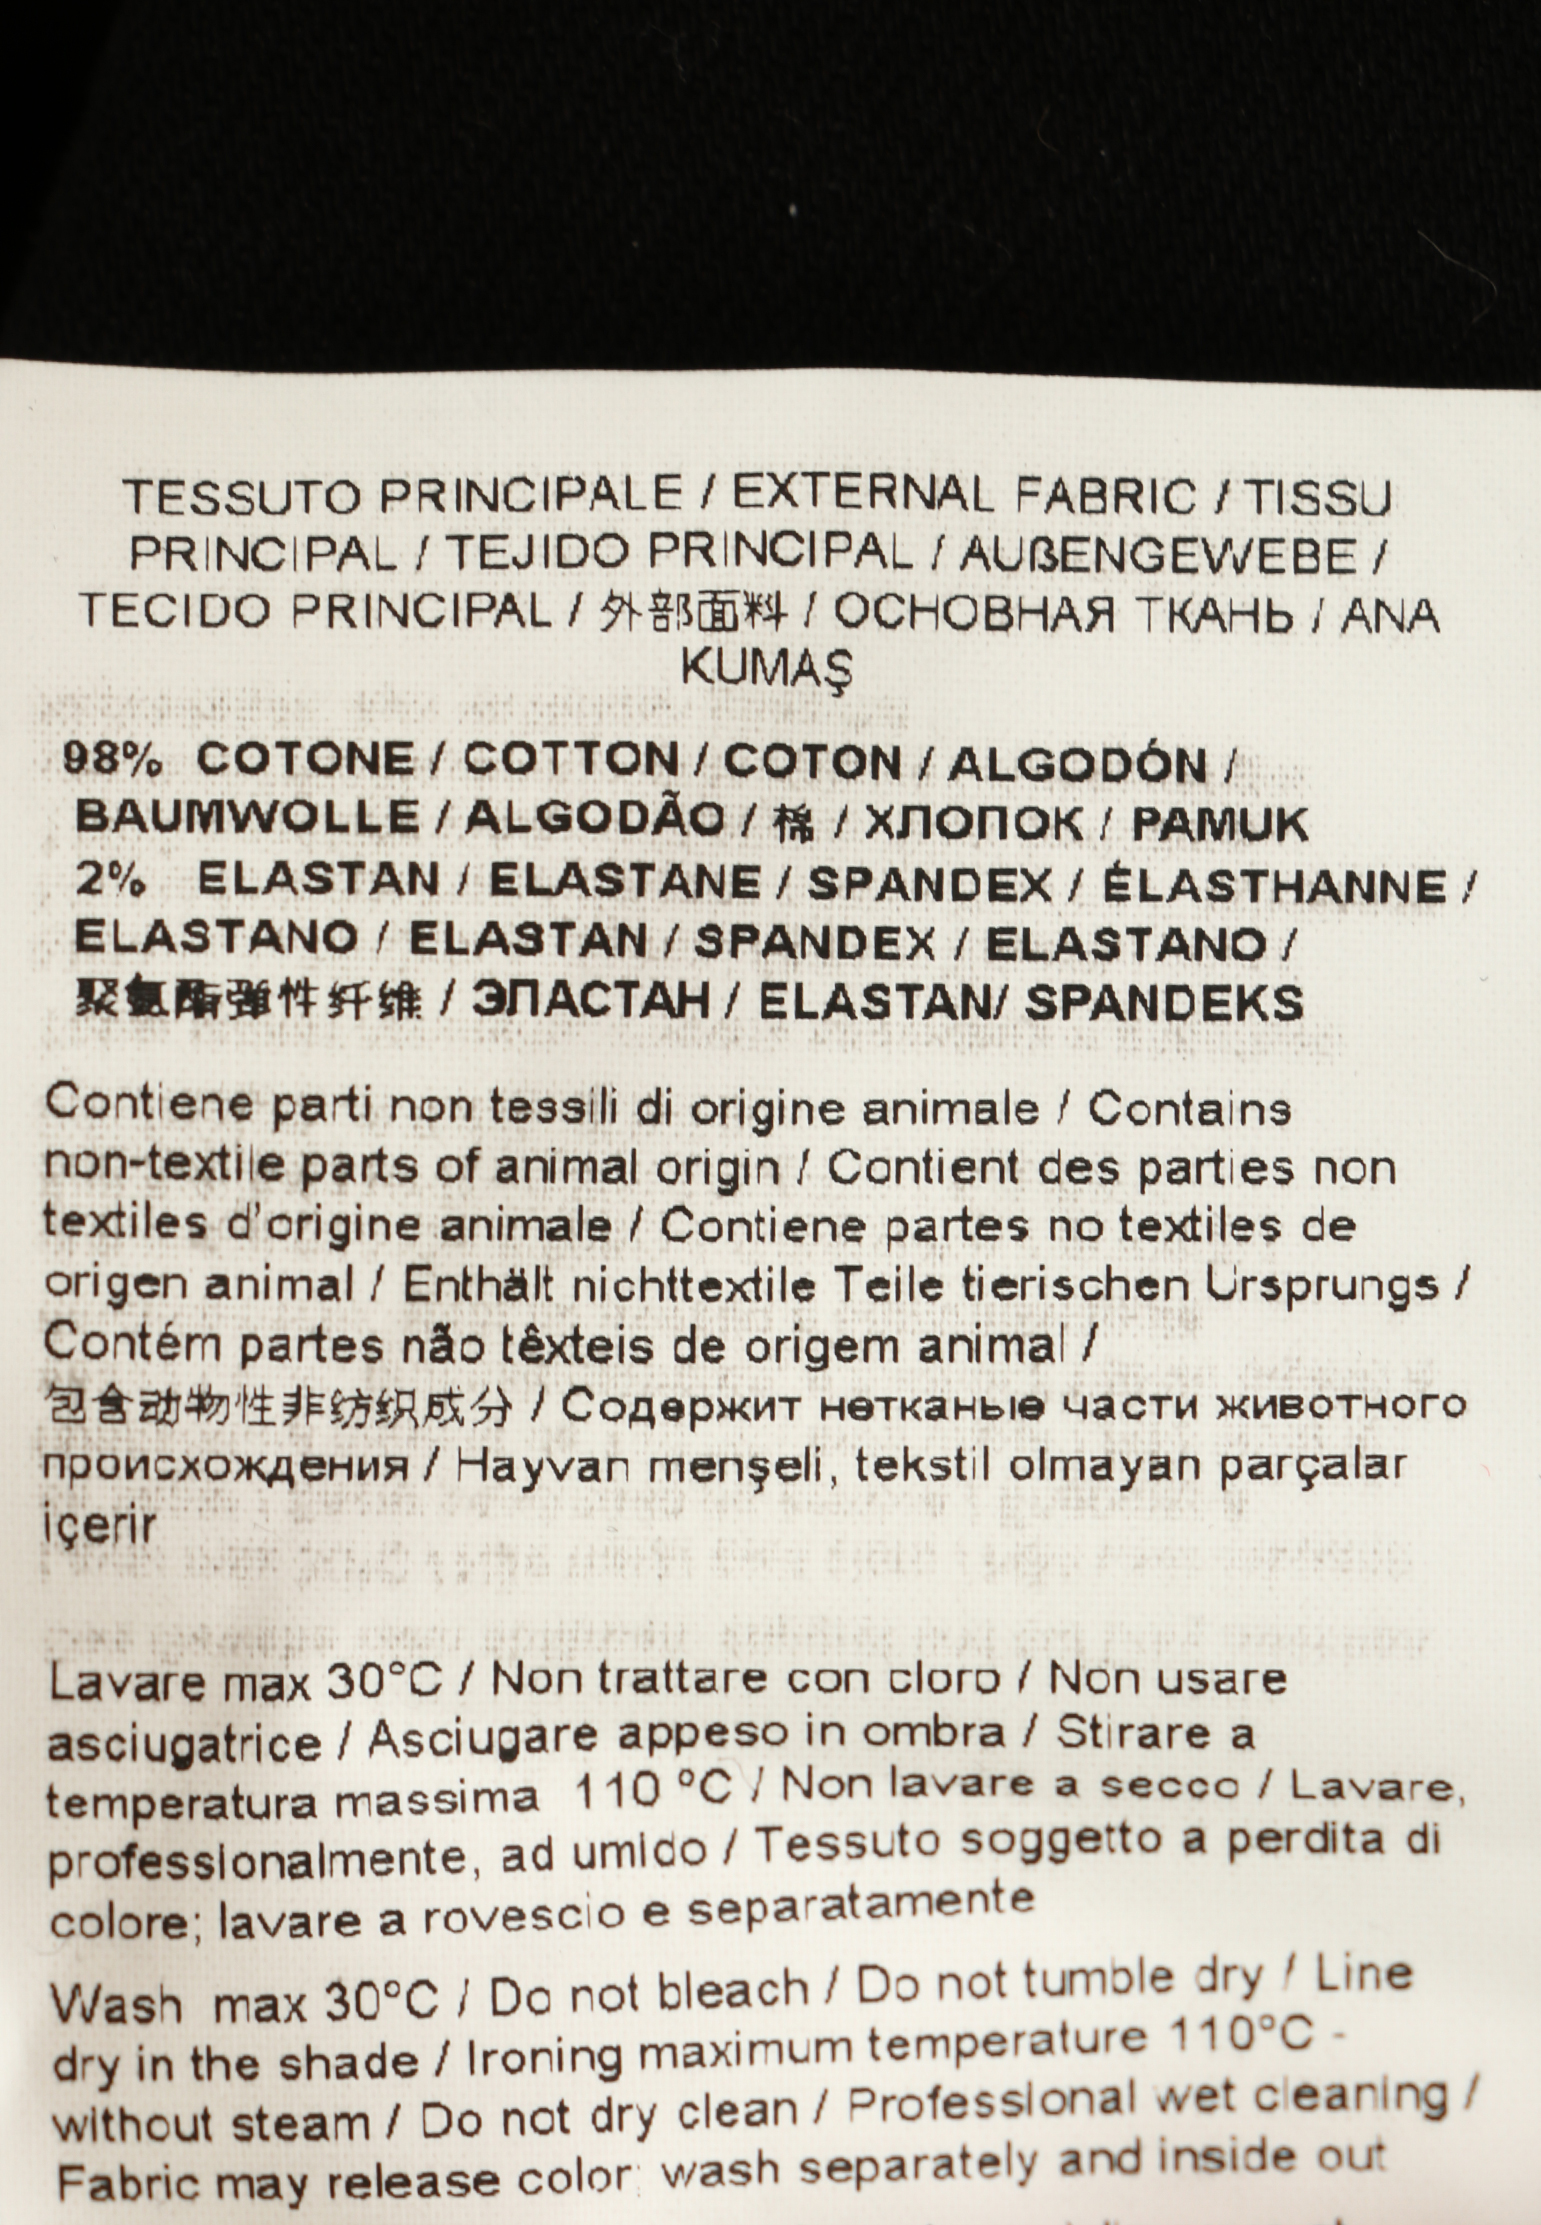 TESSUTO PRINCIPALE / EXTERNAL FABRIC / TISSU
PRINCIPAL / TEJIDO PRINCIPAL / AUßENGEWEBE /
TECIDO PRINCIPAL / 外部面料 / ОСНОВНАЯ ТКАНЬ / ANA
KUMAŞ
98% COTONE / COTTON / COTON / ALGODÓN /
BAUMWOLLE / ALGODÃO / 棉 / ХЛОПОК / PAMUK
2% ELASTAN / ELASTANE / SPANDEX / ÉLASTHANNE /
ELASTANO / ELASTAN / SPANDEX / ELASTANO /
聚氨酯弹性纤维 / ЭЛАСТАН / ELASTAN/ SPANDEKS
Contiene parti non tessili di origine animale / Contains
non-textile parts of animal origin / Contient des parties non
textiles d'origine animale / Contiene partes no textiles de
origen animal / Enthält nichttextile Teile tierischen Ursprungs /
Contém partes não têxteis de origem animal /
包含动物性非纺织成分 / Содержит нетканые части животного
происхождения / Hayvan menşeli, tekstil olmayan parçalar
içerir
Lavare max 30°C / Non trattare con cloro / Non usare
asciugatrice / Asciugare appeso in ombra / Stirare a
temperatura massima 110 °C / Non lavare a secco / Lavare,
professionalmente, ad umido / Tessuto soggetto a perdita di
colore; lavare a rovescio e separatamente
Wash max 30°C / Do not bleach / Do not tumble dry / Line
dry in the shade / Ironing maximum temperature 110°C -
without steam / Do not dry clean / Professional wet cleaning /
Fabric may release color; wash separately and inside out